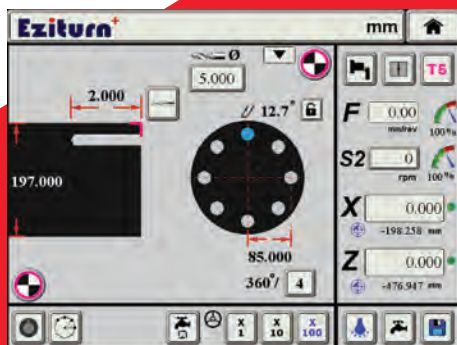 Eziturn+
mm
Ø
5.000
2.000
12.7°
T5
F
0.00
mm/rev
100%
197.000
S2
0
rpm
100%
X
0.000
-198.258 mm
85.000
Z
0.000
360°/ 4
-476.947 mm
X 1
X 10
X 100